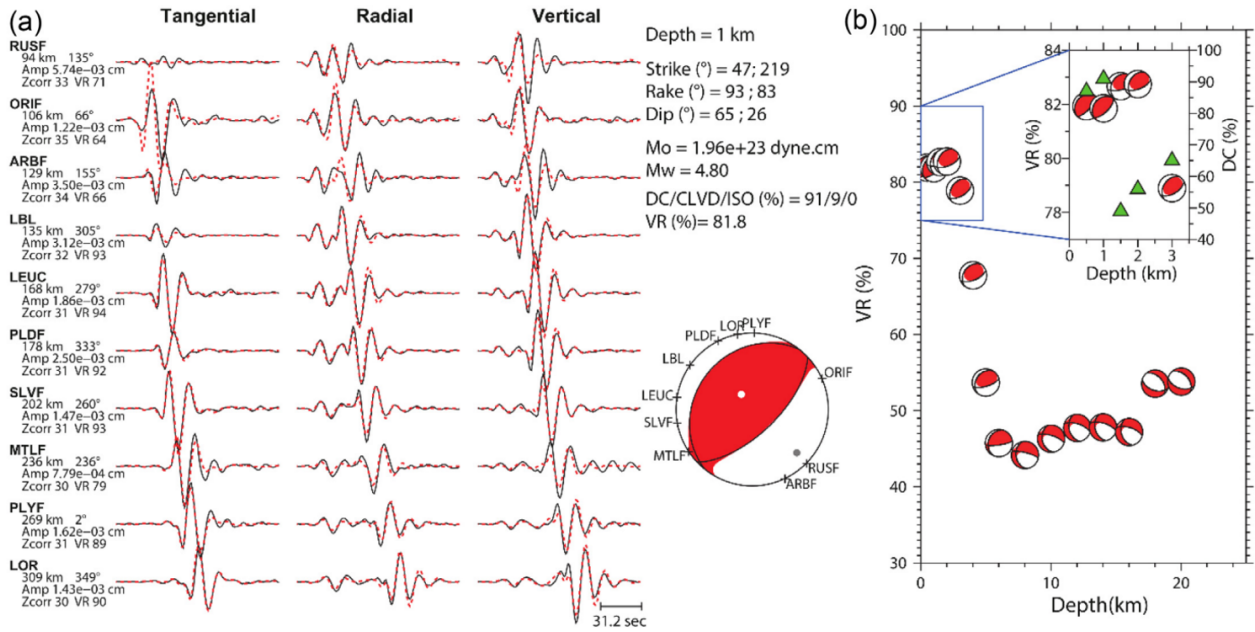 (a)
Tangential Radial Vertical
RUSF
94 km 135°
Amp 5.74e−03 cm
Zcorr 33 VR 71
ORIF
106 km 66°
Amp 1.22e−03 cm
Zcorr 35 VR 64
ARBF
129 km 155°
Amp 3.50e−03 cm
Zcorr 34 VR 66
LBL
135 km 305°
Amp 3.12e−03 cm
Zcorr 32 VR 93
LEUC
168 km 279°
Amp 1.86e−03 cm
Zcorr 31 VR 94
PLDF
178 km 333°
Amp 2.50e−03 cm
Zcorr 31 VR 92
SLVF
202 km 260°
Amp 1.47e−03 cm
Zcorr 31 VR 93
MTLF
236 km 236°
Amp 7.79e−04 cm
Zcorr 30 VR 79
PLYF
269 km 2°
Amp 1.62e−03 cm
Zcorr 31 VR 89
LOR
309 km 349°
Amp 1.43e−03 cm
Zcorr 30 VR 90
31.2 sec
Depth = 1 km
Strike (°) = 47; 219
Rake (°) = 93 ; 83
Dip (°) = 65 ; 26
Mo = 1.96e+23 dyne.cm
Mw = 4.80
DC/CLVD/ISO (%) = 91/9/0
VR (%)= 81.8
LOR PLYF
PLDF
LBL
ORIF
LEUC
SLVF
MTLF
RUSF
ARBF
(b)
100
90
80
70
60
50
40
30
VR (%)
0 10 20
Depth(km)
84
82
80
78
VR (%)
100
90
80
70
60
50
40
DC (%)
0 1 2 3
Depth (km)